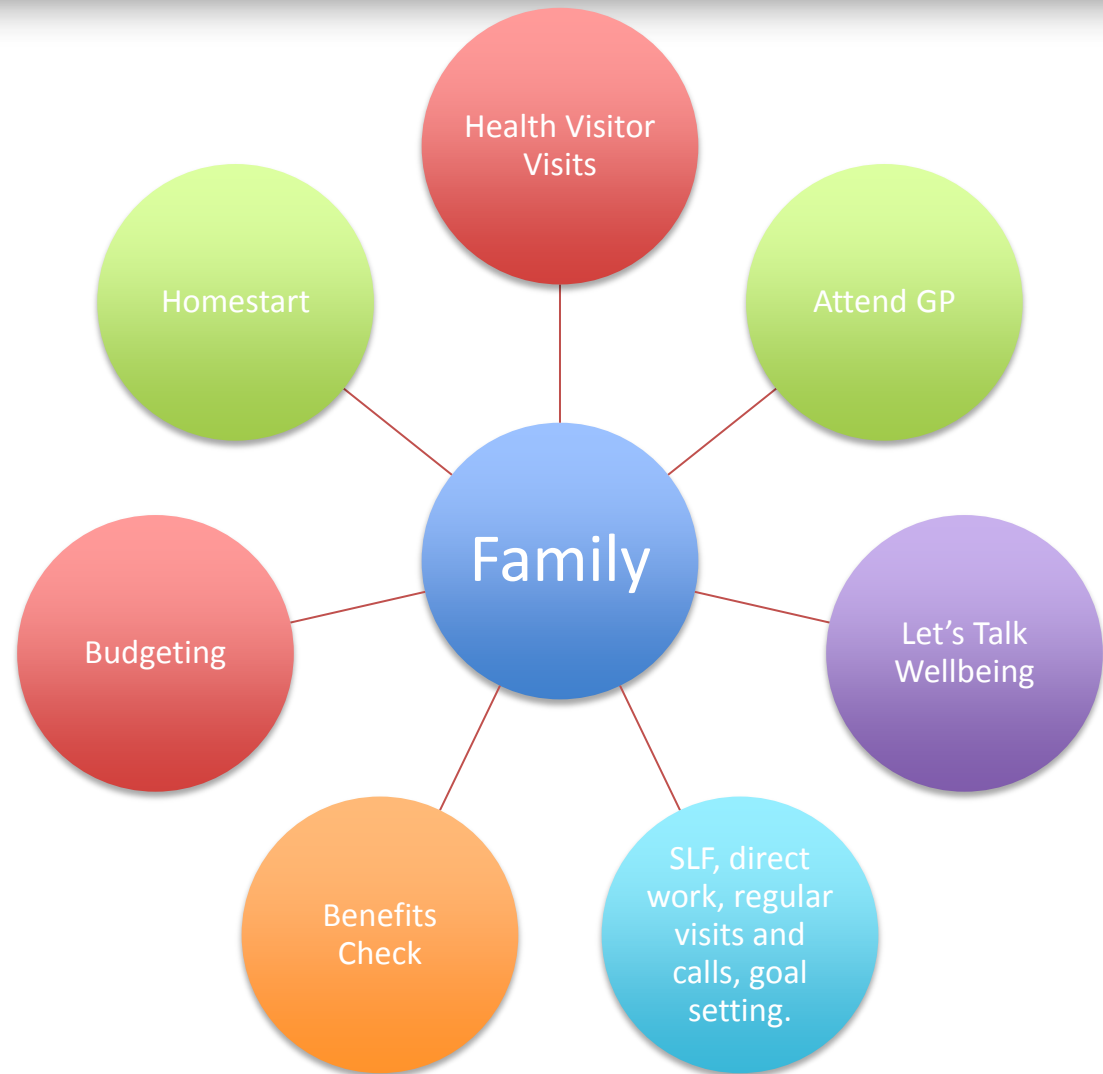 Health Visitor
Visits
Homestart
Attend GP
Family
Budgeting
Let’s Talk
Wellbeing
Benefits
Check
SLF, direct
work, regular
visits and
calls, goal
setting.